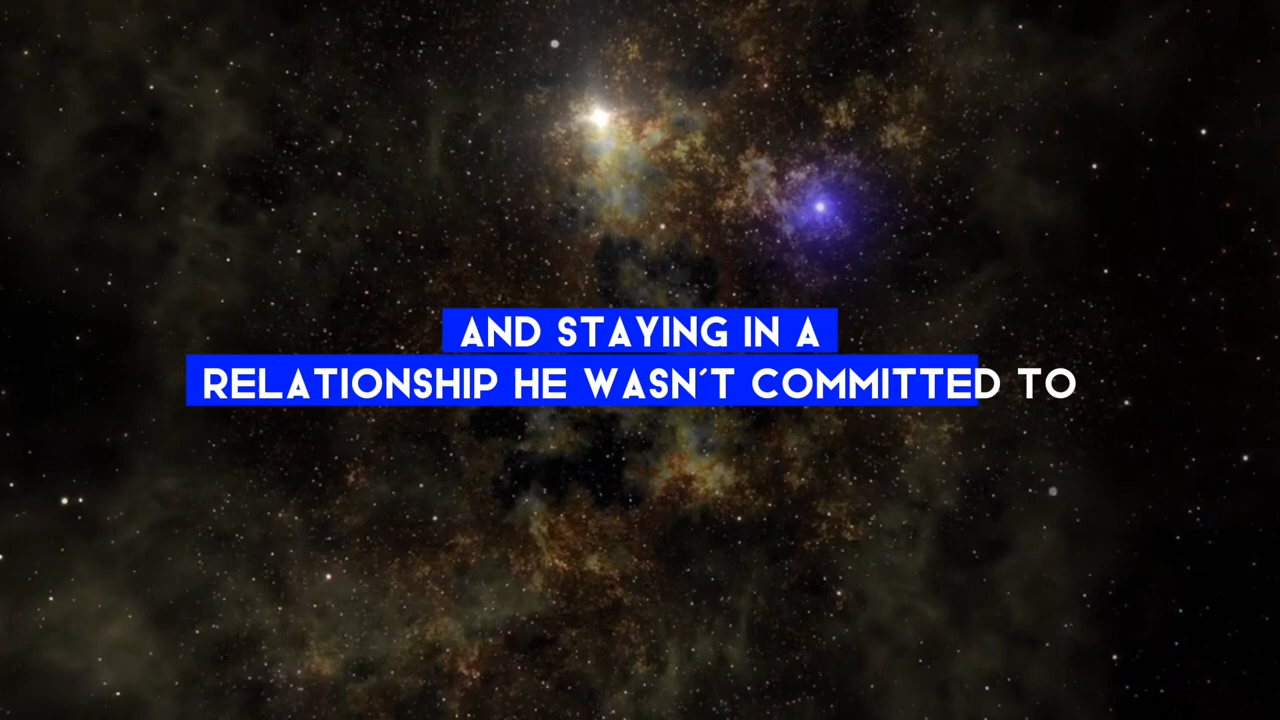 AND STAYING IN A
RELATIONSHIP HE WASN'T COMMITTED TO